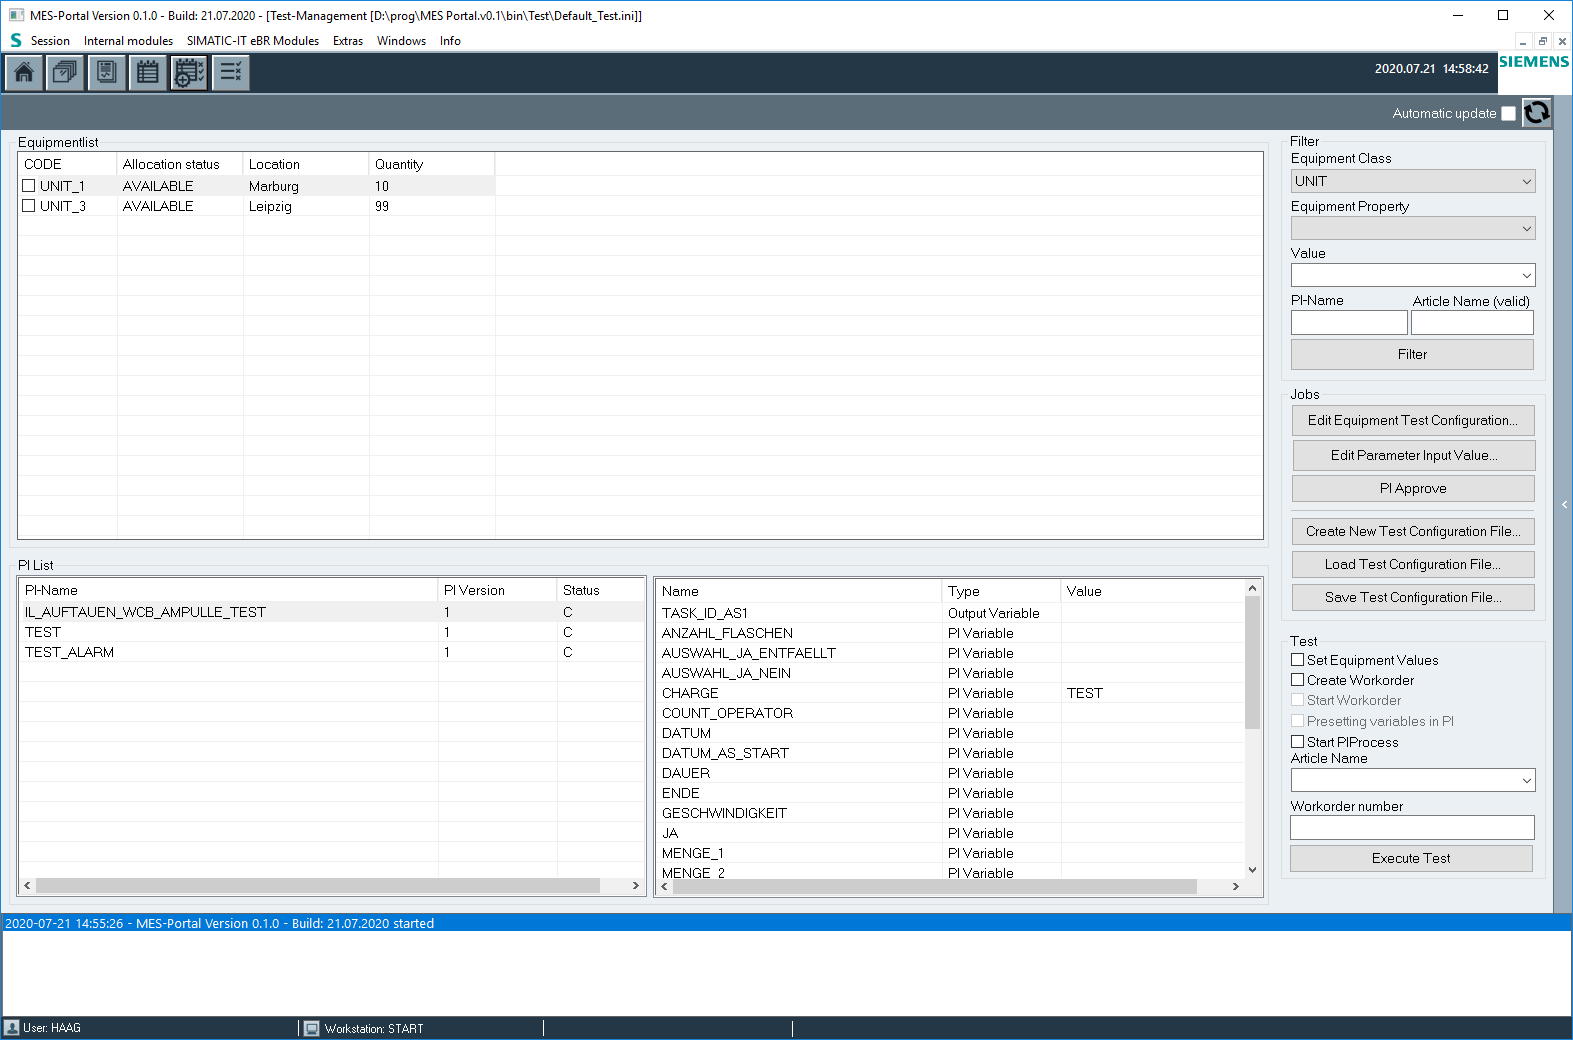 MES-Portal Version 0.1.0 - Build: 21.07.2020 - [Test-Management [D:\prog\MES Portal.v0.1\bin\Test\Default_Test.ini]]
Session Internal modules SIMATIC-IT eBR Modules Extras Windows Info
2020.07.21 14:58:42
SIEMENS
Automatic update
Equipmentlist
CODE Allocation status Location Quantity
UNIT_1 AVAILABLE Marburg 10
UNIT_3 AVAILABLE Leipzig 99
Filter
Equipment Class
UNIT
Equipment Property
Value
PI-Name Article Name (valid)
Filter
Jobs
Edit Equipment Test Configuration...
Edit Parameter Input Value...
PI Approve
Create New Test Configuration File...
Load Test Configuration File...
Save Test Configuration File...
PI List
PI-Name PI Version Status
IL_AUFTAUEN_WCB_AMPULLE_TEST 1 C
TEST 1 C
TEST_ALARM 1 C
Name Type Value
TASK_ID_AS1 Output Variable
ANZAHL_FLASCHEN PI Variable
AUSWAHL_JA_ENTFAELLT PI Variable
AUSWAHL_JA_NEIN PI Variable
CHARGE PI Variable TEST
COUNT_OPERATOR PI Variable
DATUM PI Variable
DATUM_AS_START PI Variable
DAUER PI Variable
ENDE PI Variable
GESCHWINDIGKEIT PI Variable
JA PI Variable
MENGE_1 PI Variable
MENGE_2 PI Variable
Test
Set Equipment Values
Create Workorder
Start Workorder
Presetting variables in PI
Start PIProcess
Article Name
Workorder number
Execute Test
2020-07-21 14:55:26 - MES-Portal Version 0.1.0 - Build: 21.07.2020 started
User: HAAG
Workstation: START